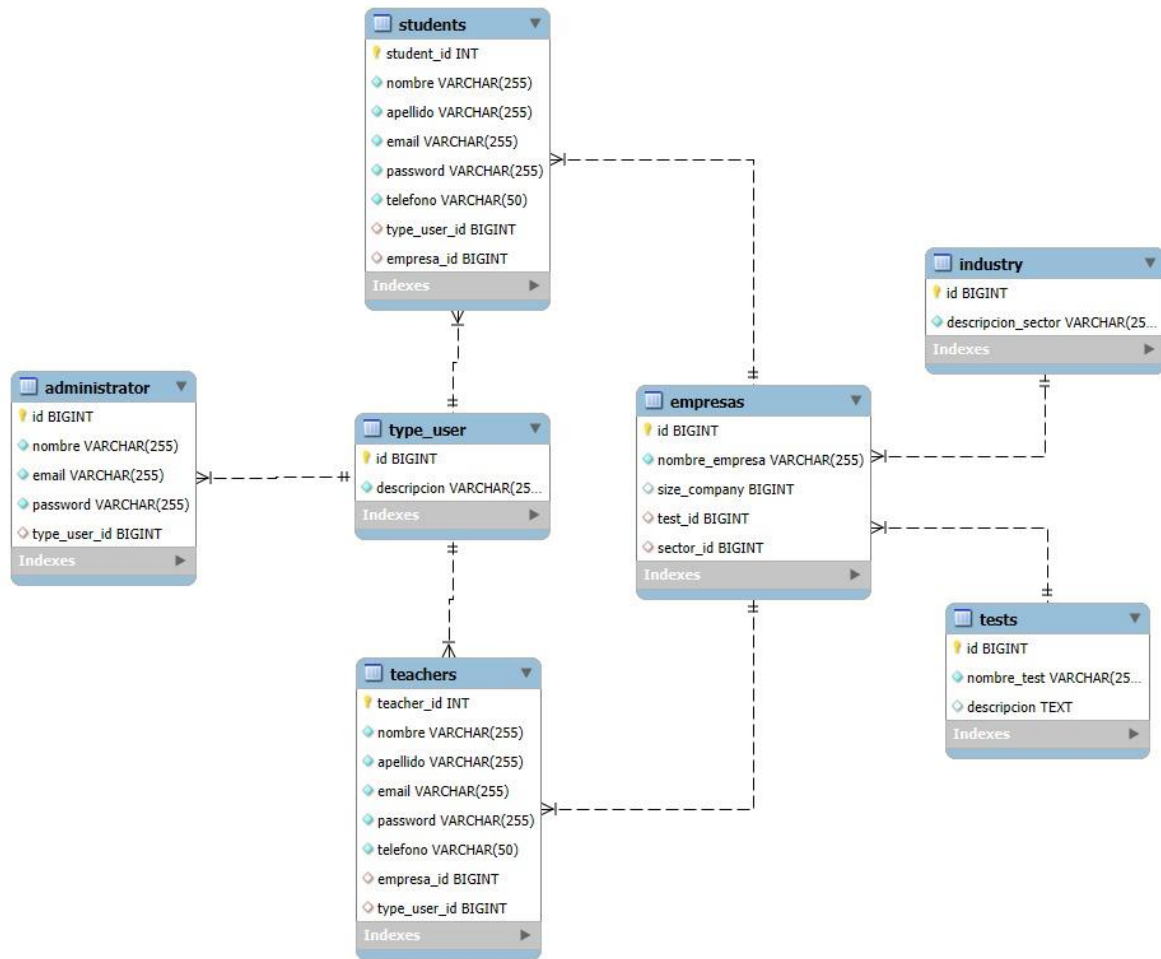 students
student_id INT
nombre VARCHAR(255)
apellido VARCHAR(255)
email VARCHAR(255)
password VARCHAR(255)
telefono VARCHAR(50)
type_user_id BIGINT
empresa_id BIGINT
Indexes
industry
id BIGINT
descripcion_sector VARCHAR(25...
Indexes
administrator
id BIGINT
nombre VARCHAR(255)
email VARCHAR(255)
password VARCHAR(255)
type_user_id BIGINT
Indexes
type_user
id BIGINT
descripcion VARCHAR(25...
Indexes
empresas
id BIGINT
nombre_empresa VARCHAR(255)
size_company BIGINT
test_id BIGINT
sector_id BIGINT
Indexes
tests
id BIGINT
nombre_test VARCHAR(25...
descripcion TEXT
Indexes
teachers
teacher_id INT
nombre VARCHAR(255)
apellido VARCHAR(255)
email VARCHAR(255)
password VARCHAR(255)
telefono VARCHAR(50)
empresa_id BIGINT
type_user_id BIGINT
Indexes